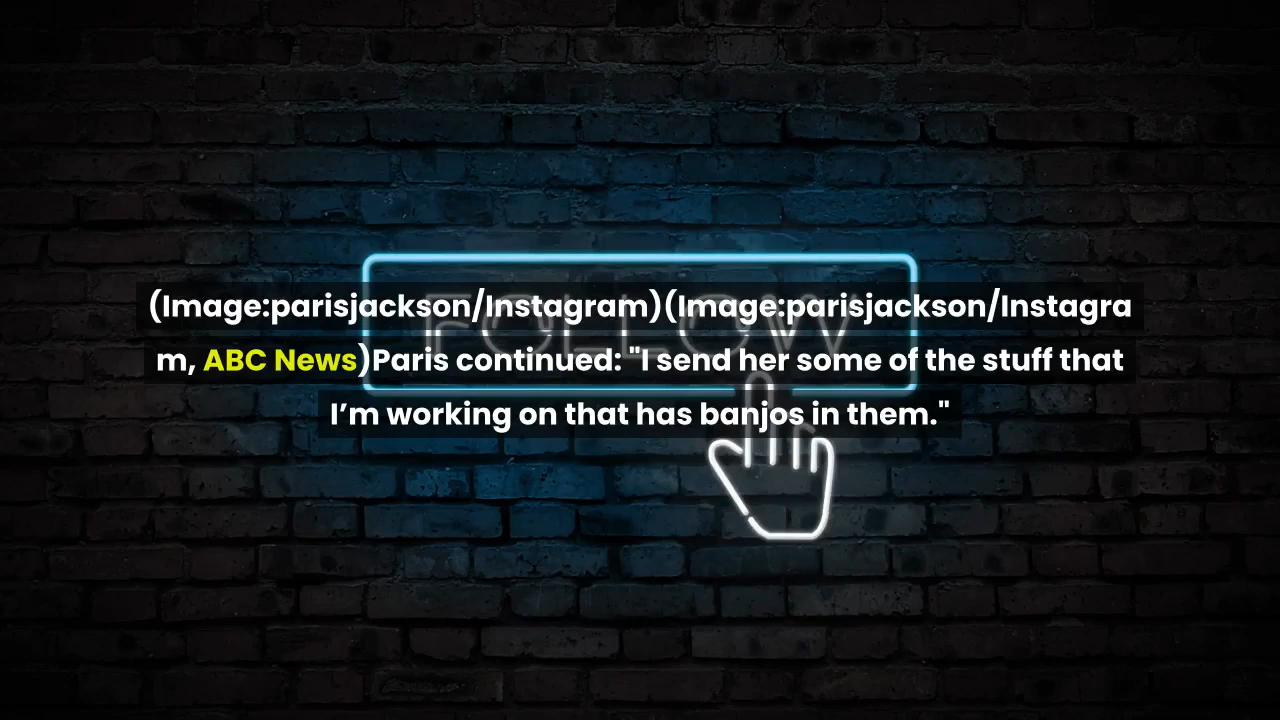 (Image:parisjackson/Instagram)(Image:parisjackson/Instagra
m, ABC News)Paris continued: "I send her some of the stuff that
I’m working on that has banjos in them."
FOLLOW